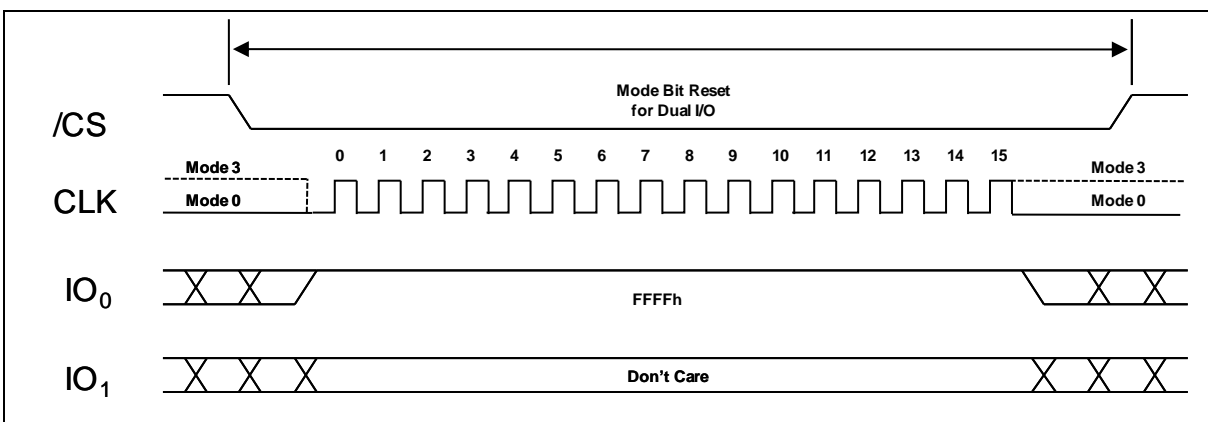 Mode Bit Reset
for Dual I/O
/CS
0 1 2 3 4 5 6 7 8 9 10 11 12 13 14 15
Mode 3 Mode 3
CLK Mode 0 Mode 0
IO0 FFFFh
IO1 Don't Care